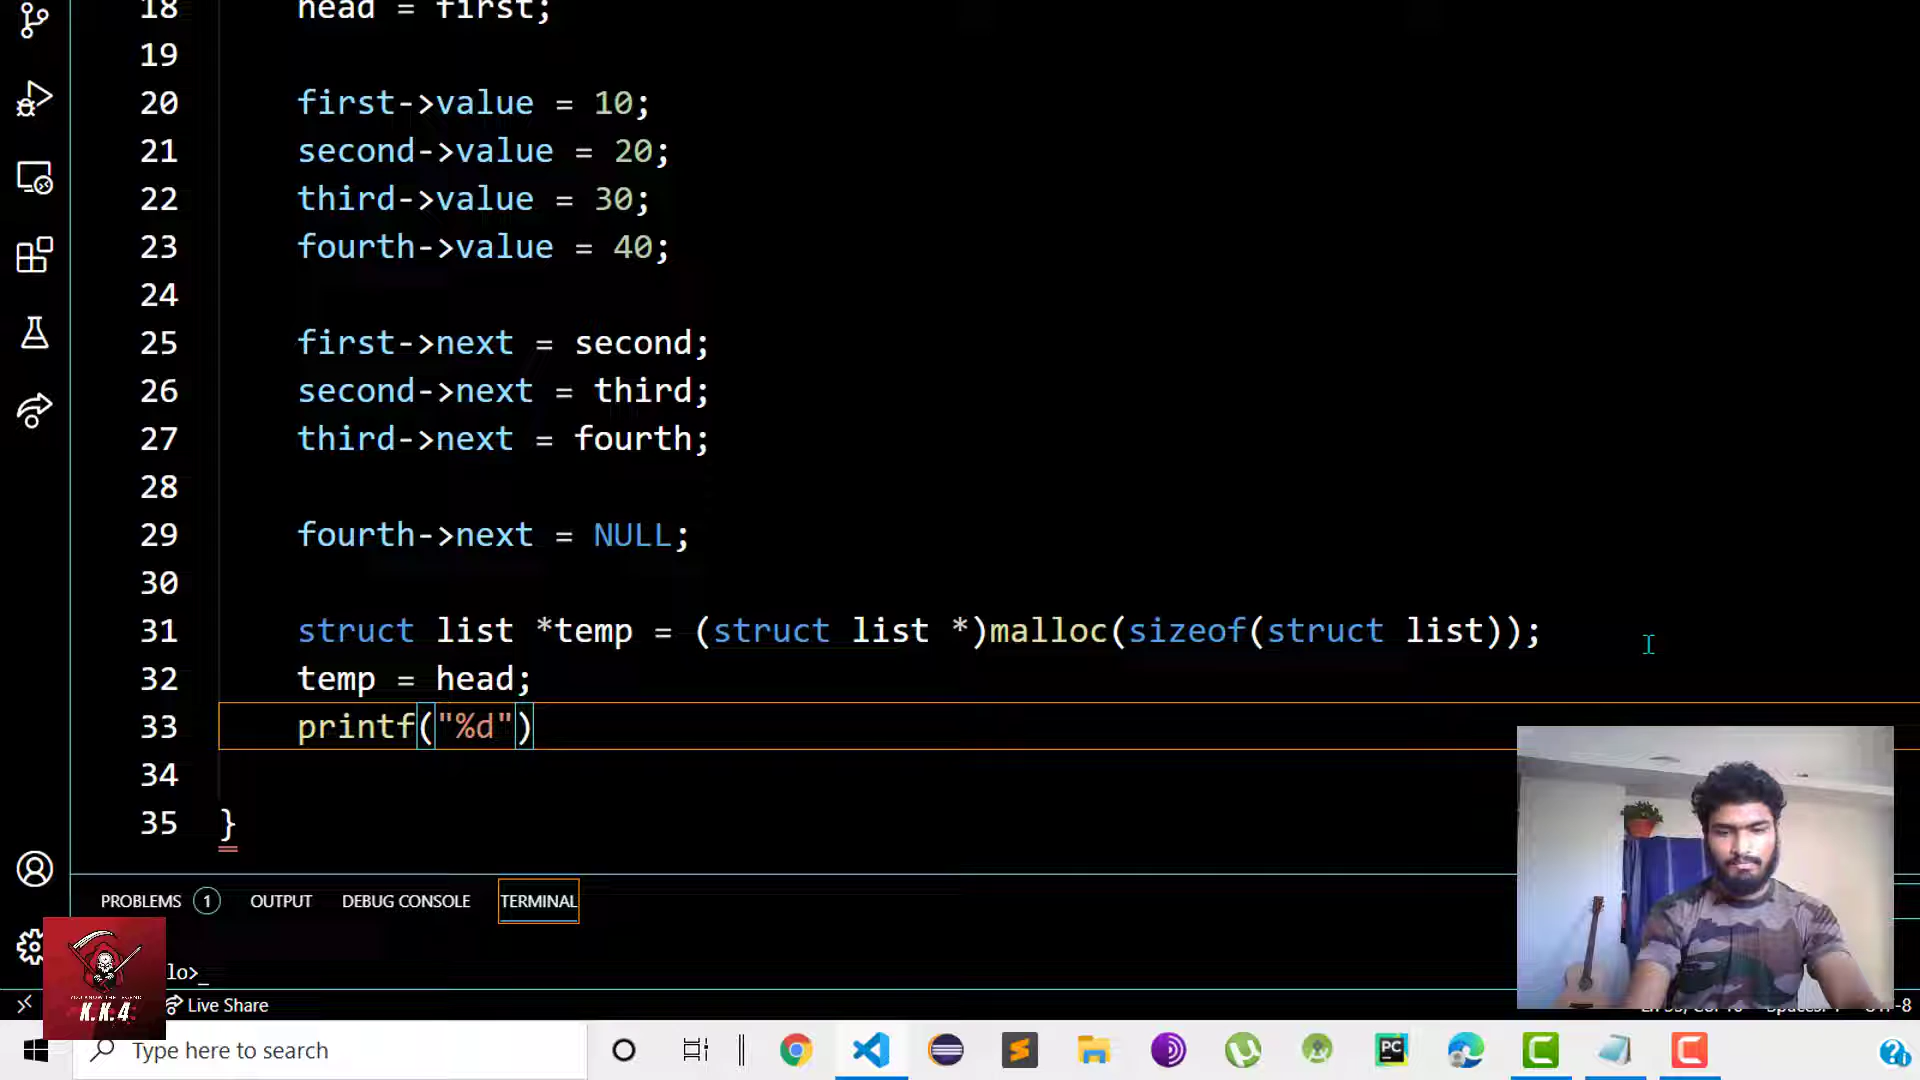 18 head = first;
19
20 first->value = 10;
21 second->value = 20;
22 third->value = 30;
23 fourth->value = 40;
24
25 first->next = second;
26 second->next = third;
27 third->next = fourth;
28
29 fourth->next = NULL;
30
31 struct list *temp = (struct list *)malloc(sizeof(struct list));
32 temp = head;
33 printf("%d")
34
35 }
PROBLEMS 1 OUTPUT DEBUG CONSOLE TERMINAL
lo>_
K.K.4
Live Share
Type here to search
PC